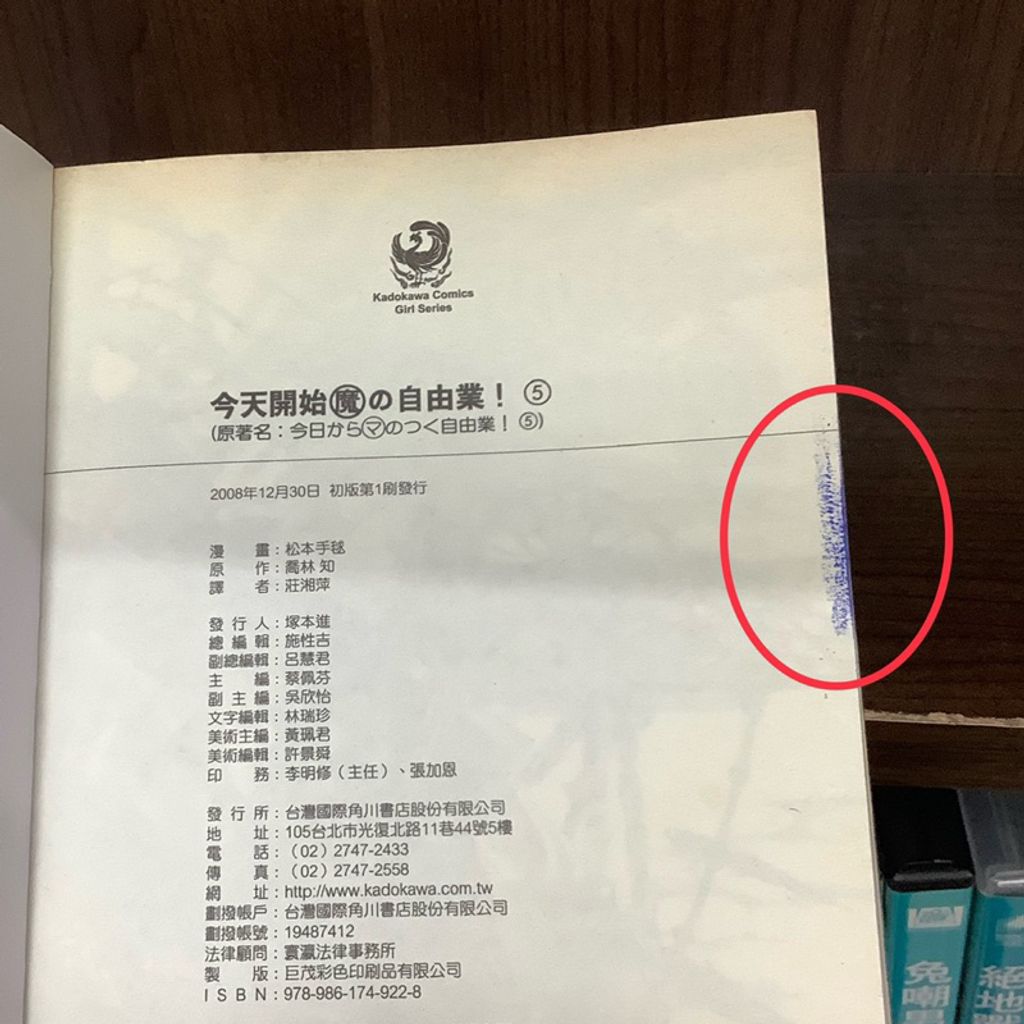 Kadokawa Comics
Girl Series
今天開始魔の自由業！⑤
(原著名：今日からマのつく自由業！⑤)
2008年12月30日 初版第1刷發行
漫畫：松本手毬
原作：喬林 知
譯者：莊湘萍
發行人：塚本進
總編輯：施性吉
副總編輯：呂慧君
主編：蔡佩芬
副主編：吳欣怡
文字編輯：林瑞珍
美術主編：黃珮君
美術編輯：許景舜
印務：李明修（主任）、張加恩
發行所：台灣國際角川書店股份有限公司
地址：105台北市光復北路11巷44號5樓
電話：（02）2747-2433
傳真：（02）2747-2558
網址：http://www.kadokawa.com.tw
劃撥帳戶：台灣國際角川書店股份有限公司
劃撥帳號：19487412
法律顧問：寰瀛法律事務所
製版：巨茂彩色印刷品有限公司
ISBN：978-986-174-922-8
兔嘲
絕地